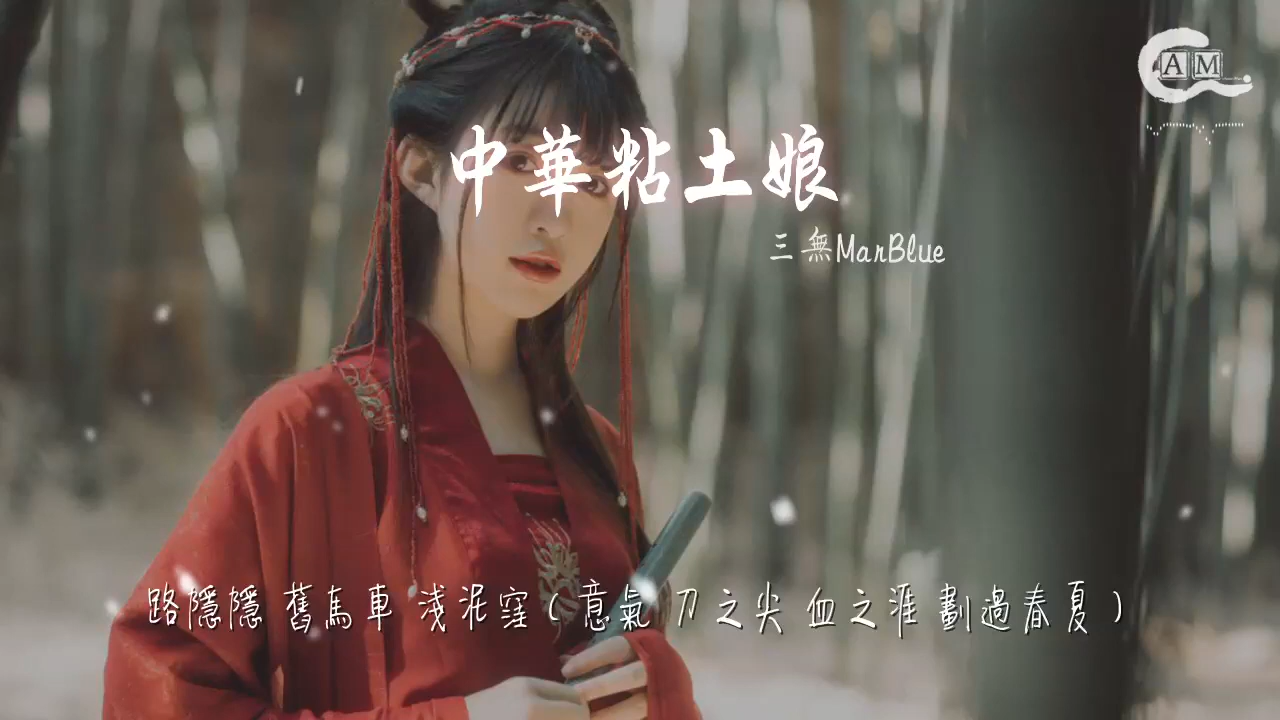 AM
中華粘土娘
三無MarBlue
路隱隱 舊馬車 淺泥窪 ( 意氣 刀之尖 血之涯 劃過春夏 )